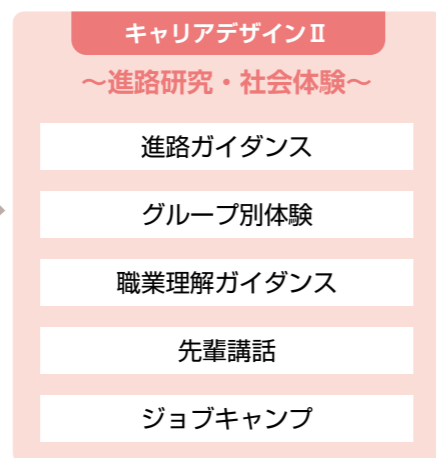 キャリアデザインⅡ
～進路研究・社会体験～
進路ガイダンス
グループ別体験
職業理解ガイダンス
先輩講話
ジョブキャンプ